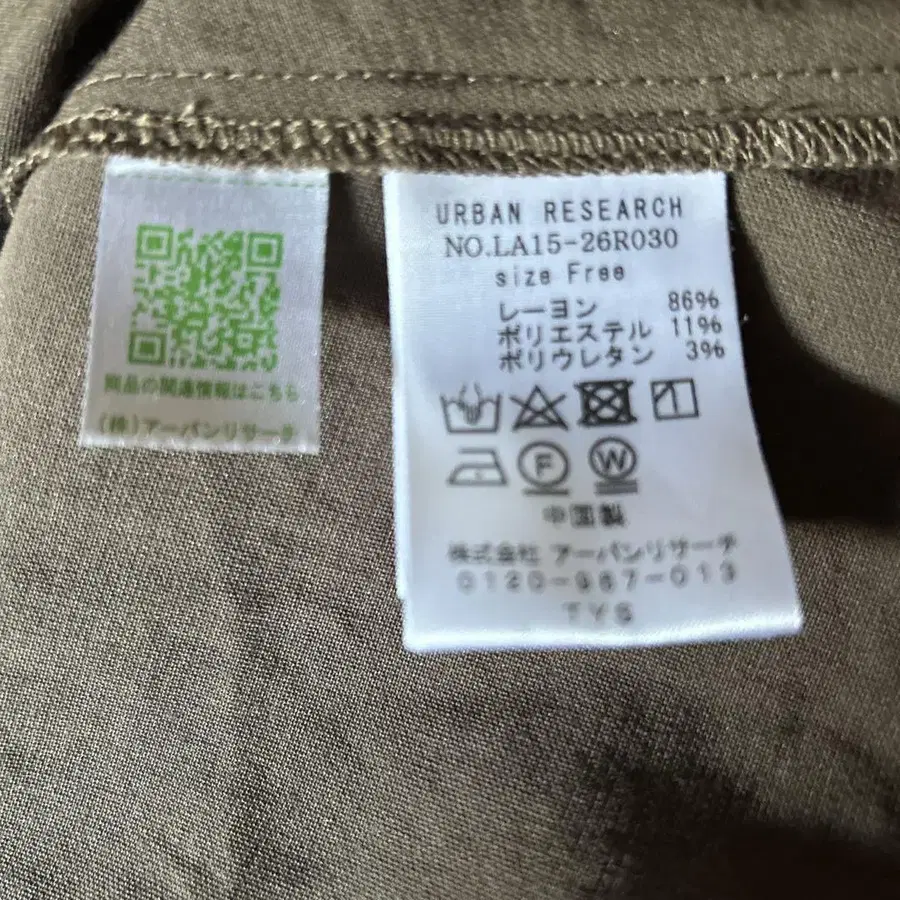 商品の関連情報はこちら
(株)アーバンリサーチ
URBAN RESEARCH
NO.LA15-26R030
size Free
レーヨン 86%
ポリエステル 11%
ポリウレタン 3%
F W
中国製
株式会社 アーバンリサーチ
0120-987-013
TYS